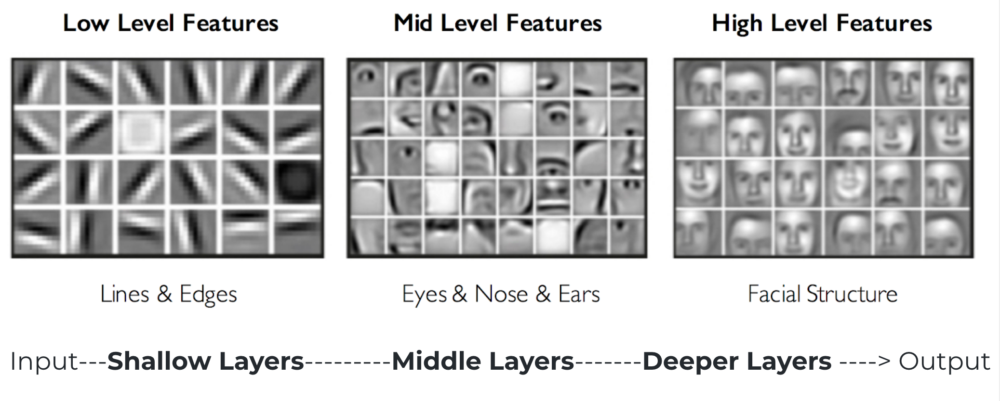 Low Level Features
Mid Level Features
High Level Features
Lines & Edges
Eyes & Nose & Ears
Facial Structure
Input---Shallow Layers---------Middle Layers-------Deeper Layers ----> Output